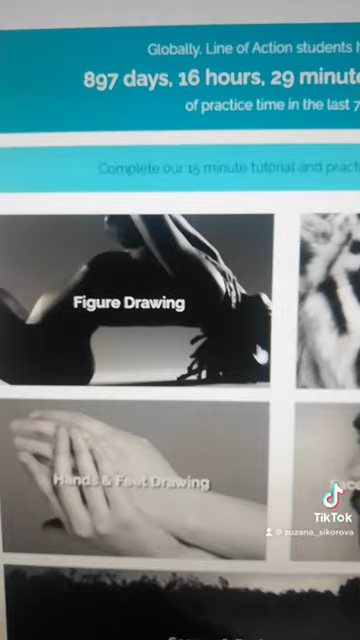 Globally, Line of Action students
897 days, 16 hours, 29 minute
of practice time in the last 7
Complete our 15 minute tutorial and pract
Figure Drawing
Hands & Feet Drawing
TikTok
@ zuzana_sikorova